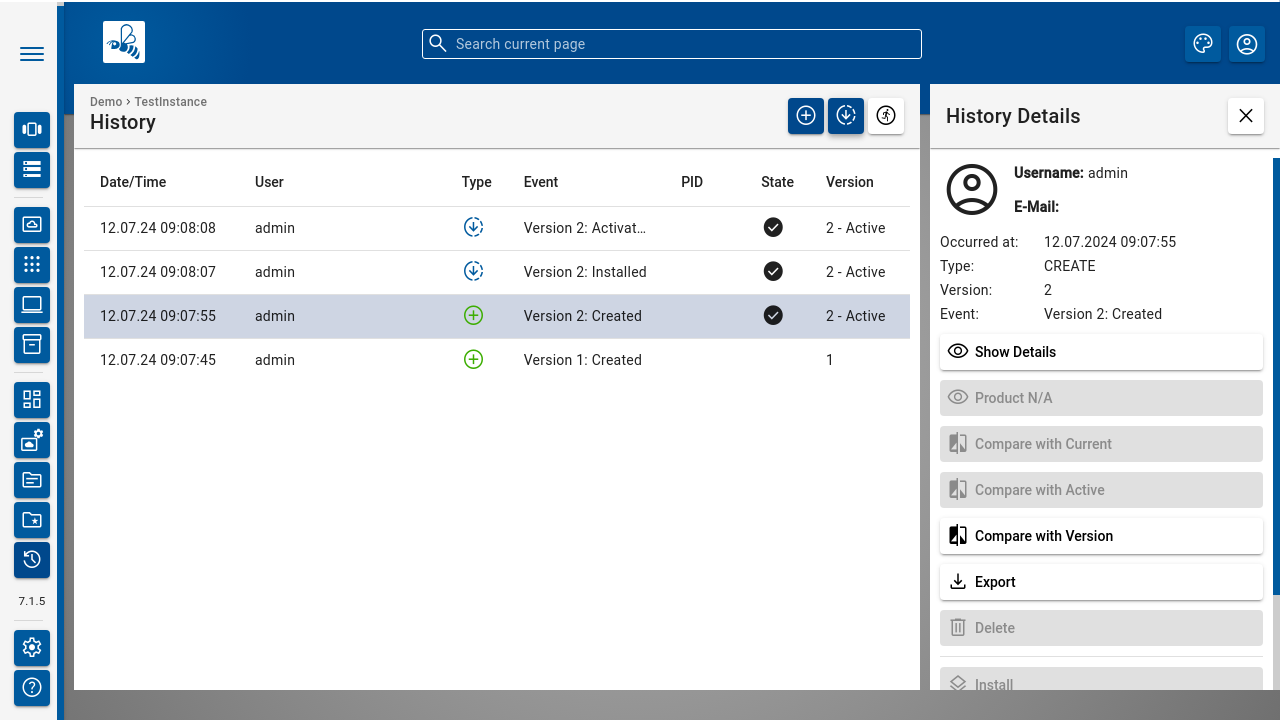 Search current page
Demo › TestInstance
History
Date/Time User Type Event PID State Version
12.07.24 09:08:08 admin Version 2: Activat... 2 - Active
12.07.24 09:08:07 admin Version 2: Installed 2 - Active
12.07.24 09:07:55 admin Version 2: Created 2 - Active
12.07.24 09:07:45 admin Version 1: Created 1
7.1.5
History Details
Username: admin
E-Mail:
Occurred at: 12.07.2024 09:07:55
Type: CREATE
Version: 2
Event: Version 2: Created
Show Details
Product N/A
Compare with Current
Compare with Active
Compare with Version
Export
Delete
Install